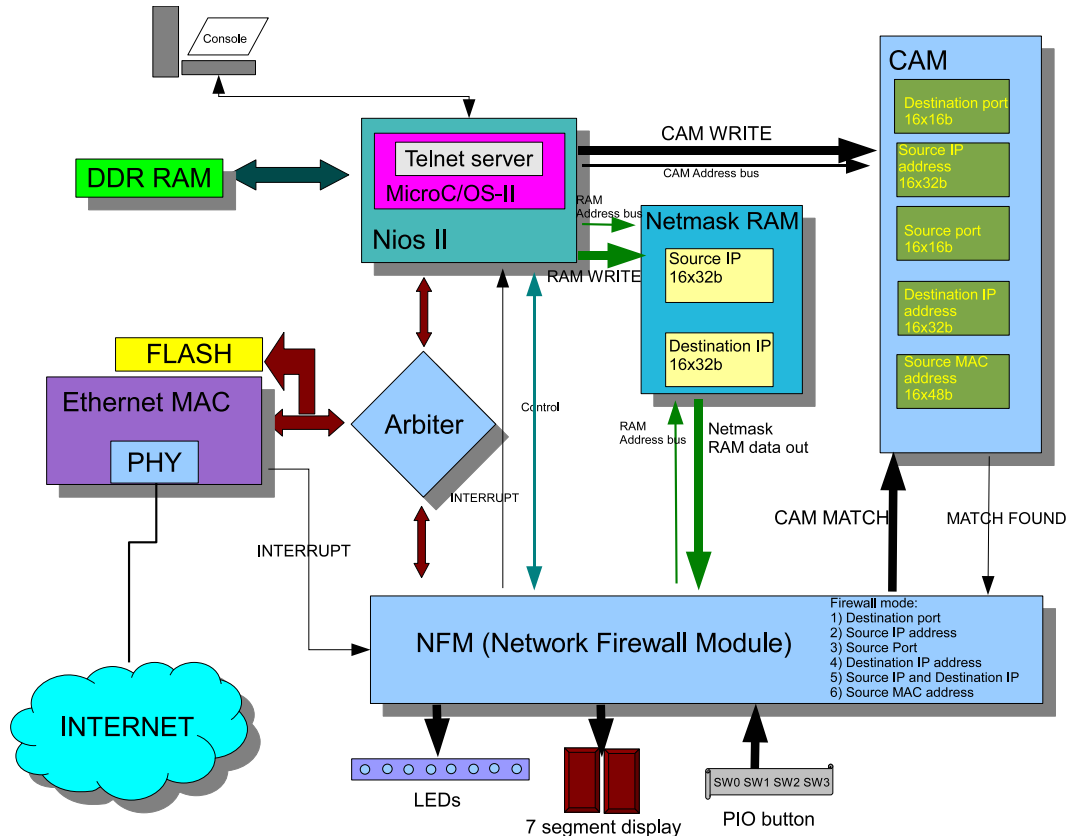 Console
CAM
Destination port
16x16b
Source IP
address
16x32b
Source port
16x16b
Destination IP
address
16x32b
Source MAC
address
16x48b
CAM WRITE
CAM Address bus
Telnet server
MicroC/OS-II
Nios II
DDR RAM
RAM
Address bus
RAM WRITE
Netmask RAM
Source IP
16x32b
Destination IP
16x32b
FLASH
Ethernet MAC
PHY
Arbiter
Control
RAM
Address bus
Netmask
RAM data out
INTERRUPT
INTERRUPT
CAM MATCH
MATCH FOUND
NFM (Network Firewall Module)
Firewall mode:
1) Destination port
2) Source IP address
3) Source Port
4) Destination IP address
5) Source IP and Destination IP
6) Source MAC address
INTERNET
LEDs
7 segment display
SW0 SW1 SW2 SW3
PIO button